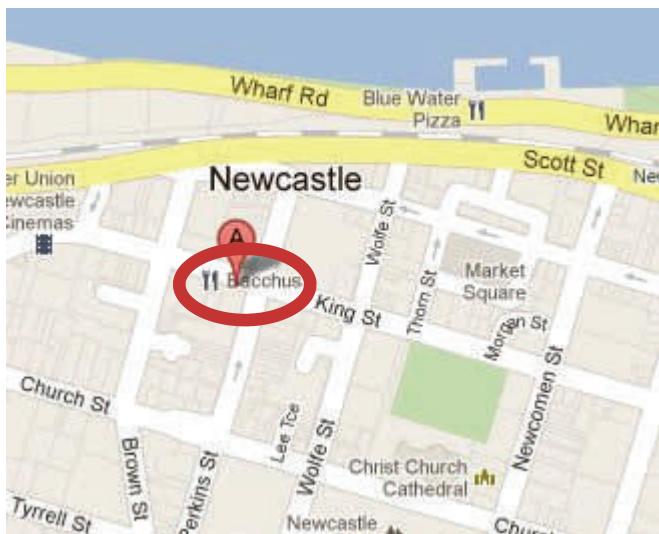 Wharf Rd
Blue Water
Pizza
Whar
Scott St
er Union
ewcastle
Cinemas
Newcastle
New
A
Wolfe St
Bacchus
Market
Square
Thorn St
King St
Morgan St
Newcomen St
Church St
Lee Tce
Wolfe St
Brown St
Perkins St
Christ Church
Cathedral
Tyrrell St
Newcastle
Churc